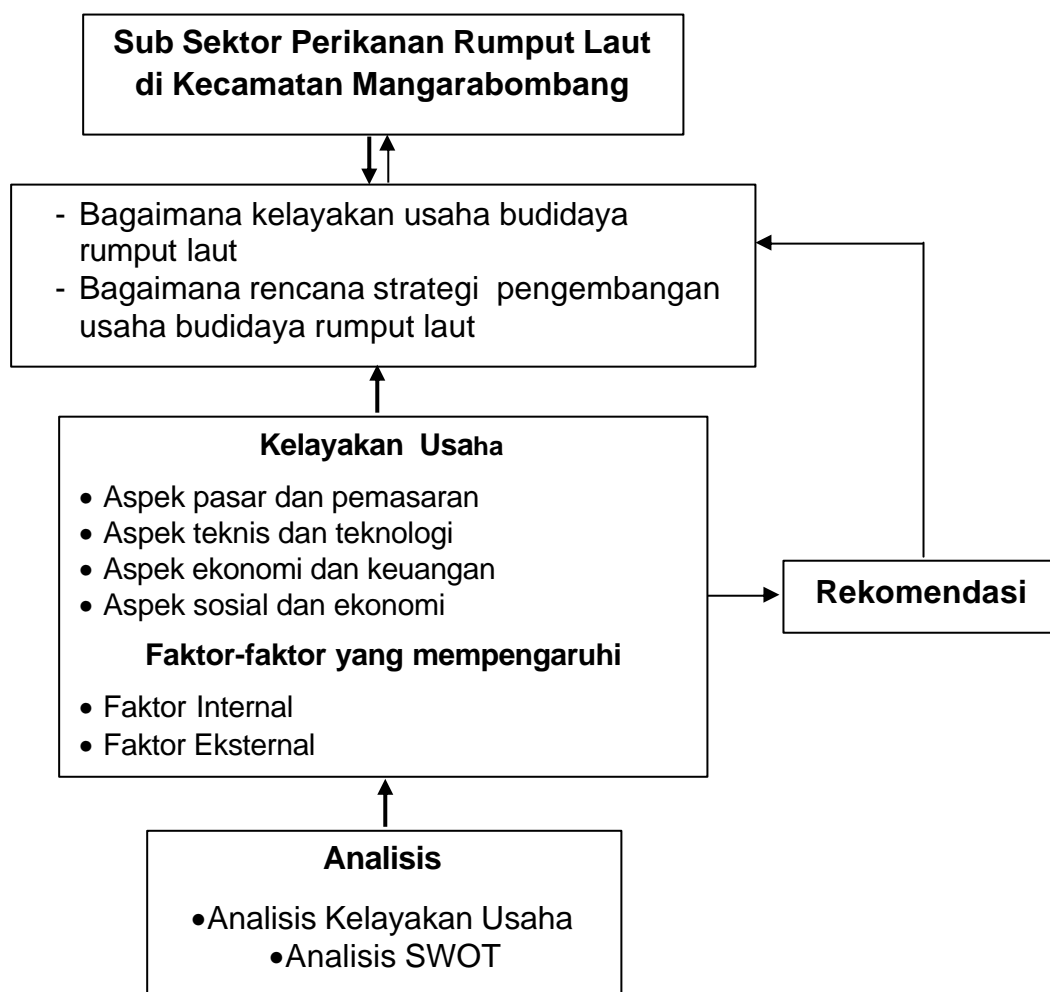 Sub Sektor Perikanan Rumput Laut
di Kecamatan Mangarabombang
- Bagaimana kelayakan usaha budidaya
rumput laut
- Bagaimana rencana strategi pengembangan
usaha budidaya rumput laut
Kelayakan Usaha
• Aspek pasar dan pemasaran
• Aspek teknis dan teknologi
• Aspek ekonomi dan keuangan
• Aspek sosial dan ekonomi
Faktor-faktor yang mempengaruhi
• Faktor Internal
• Faktor Eksternal
Rekomendasi
Analisis
•Analisis Kelayakan Usaha
•Analisis SWOT